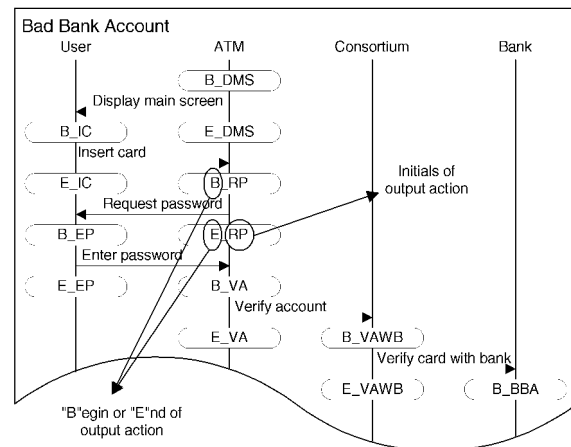 Bad Bank Account
User ATM Consortium Bank
B_DMS
Display main screen
B_IC E_DMS
Insert card
E_IC B_RP
Initials of
output action
Request password
B_EP E_RP
Enter password
E_EP B_VA
Verify account
E_VA B_VAWB
Verify card with bank
E_VAWB B_BBA
"B"egin or "E"nd of
output action